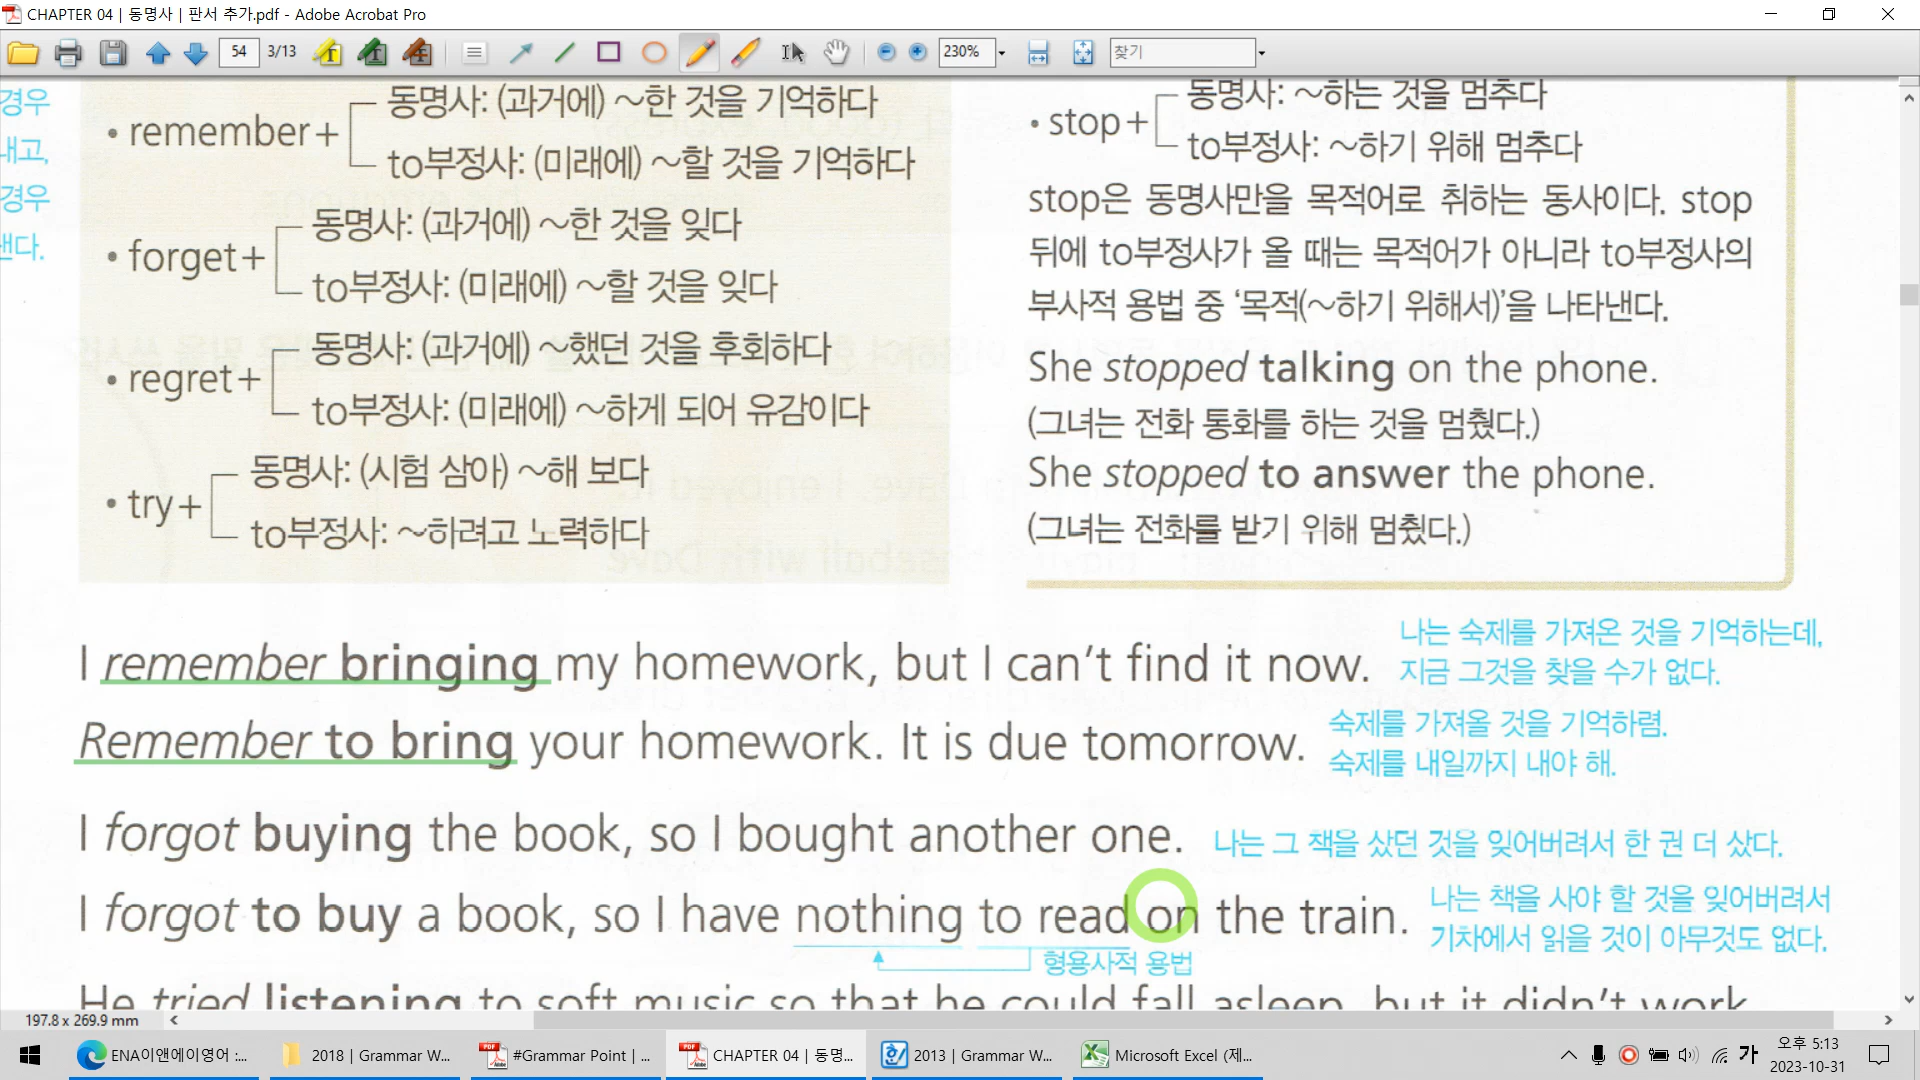 CHAPTER 04 | 동명사 | 판서 추가.pdf - Adobe Acrobat Pro
54 3/13 230% 찾기
경우
내고,
경우
낸다.
• remember+
동명사: (과거에) ~한 것을 기억하다
to부정사: (미래에) ~할 것을 기억하다
• forget+
동명사: (과거에) ~한 것을 잊다
to부정사: (미래에) ~할 것을 잊다
• regret+
동명사: (과거에) ~했던 것을 후회하다
to부정사: (미래에) ~하게 되어 유감이다
• try+
동명사: (시험 삼아) ~해 보다
to부정사: ~하려고 노력하다
• stop+
동명사: ~하는 것을 멈추다
to부정사: ~하기 위해 멈추다
stop은 동명사만을 목적어로 취하는 동사이다. stop
뒤에 to부정사가 올 때는 목적어가 아니라 to부정사의
부사적 용법 중 ‘목적(~하기 위해서)’을 나타낸다.
She stopped talking on the phone.
(그녀는 전화 통화를 하는 것을 멈췄다.)
She stopped to answer the phone.
(그녀는 전화를 받기 위해 멈췄다.)
I remember bringing my homework, but I can’t find it now.
나는 숙제를 가져온 것을 기억하는데,
지금 그것을 찾을 수가 없다.
Remember to bring your homework. It is due tomorrow.
숙제를 가져올 것을 기억하렴.
숙제를 내일까지 내야 해.
I forgot buying the book, so I bought another one.
나는 그 책을 샀던 것을 잊어버려서 한 권 더 샀다.
I forgot to buy a book, so I have nothing to read on the train.
나는 책을 사야 할 것을 잊어버려서
기차에서 읽을 것이 아무것도 없다.
형용사적 용법
He tried listening to soft music so that he could fall asleep, but it didn’t work.
197.8 x 269.9 mm
ENA이앤에이영어 :...
2018 | Grammar W...
#Grammar Point | ...
CHAPTER 04 | 동명...
2013 | Grammar W...
Microsoft Excel (제...
가
오후 5:13
2023-10-31